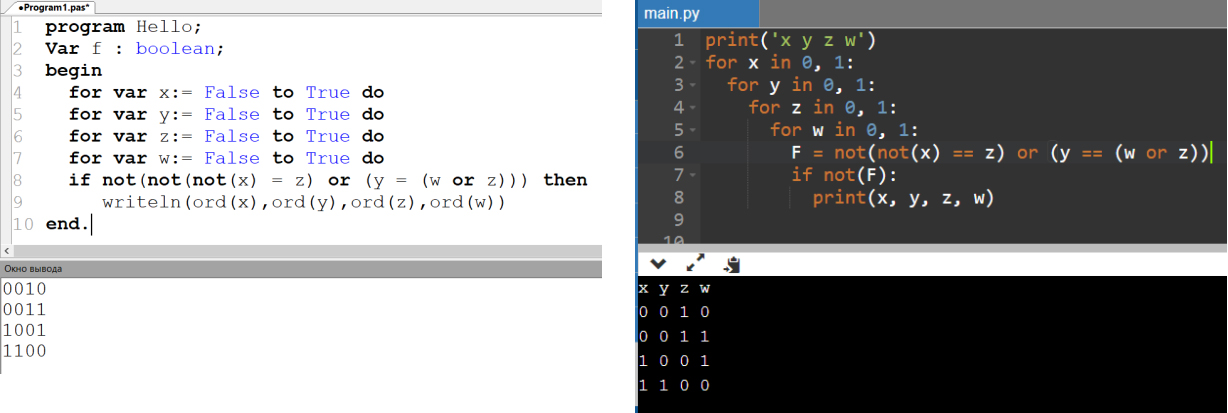 •Program1.pas*
1 program Hello;
2 Var f : boolean;
3 begin
4 for var x:= False to True do
5 for var y:= False to True do
6 for var z:= False to True do
7 for var w:= False to True do
8 if not(not(not(x) = z) or (y = (w or z))) then
9 writeln(ord(x),ord(y),ord(z),ord(w))
10 end.
Окно вывода
0010
0011
1001
1100
main.py
1 print('x y z w')
2 for x in 0, 1:
3 for y in 0, 1:
4 for z in 0, 1:
5 for w in 0, 1:
6 F = not(not(x) == z) or (y == (w or z))
7 if not(F):
8 print(x, y, z, w)
9
10
x y z w
0 0 1 0
0 0 1 1
1 0 0 1
1 1 0 0